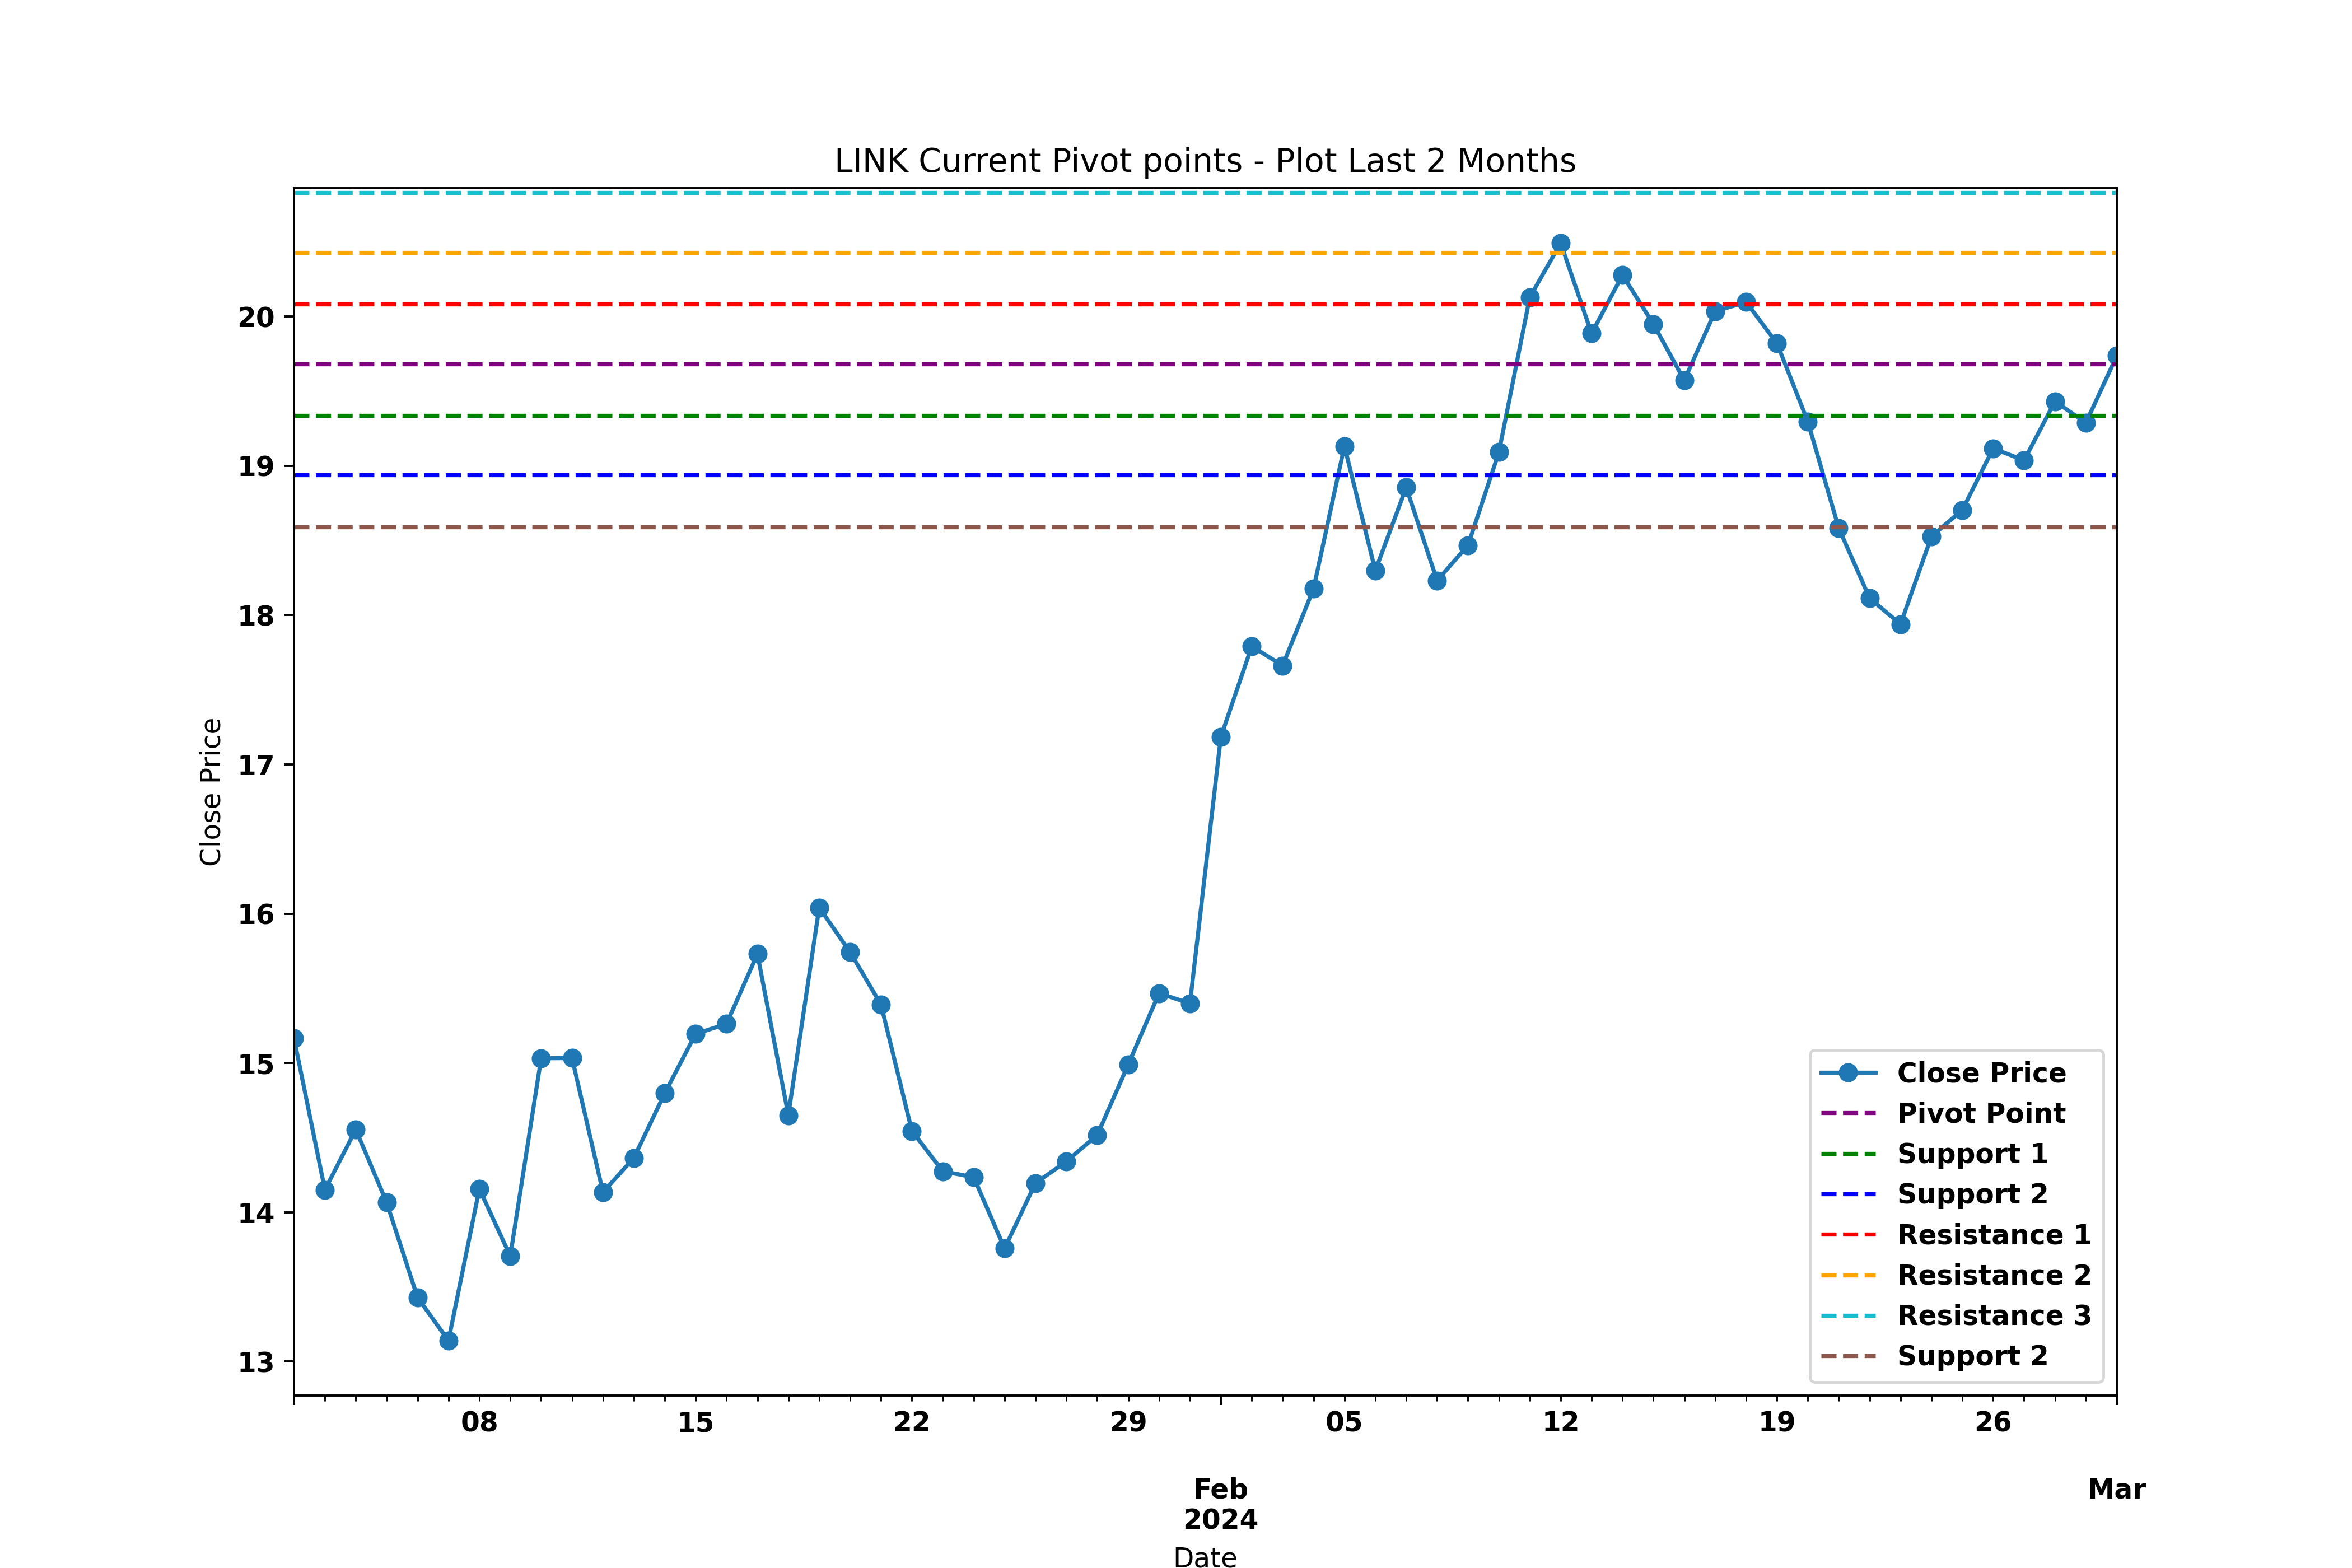 LINK Current Pivot points - Plot Last 2 Months
Close Price
20
19
18
17
16
15
14
13
Close Price
Pivot Point
Support 1
Support 2
Resistance 1
Resistance 2
Resistance 3
Support 2
08 15 22 29 05 12 19 26
Feb Mar
2024
Date